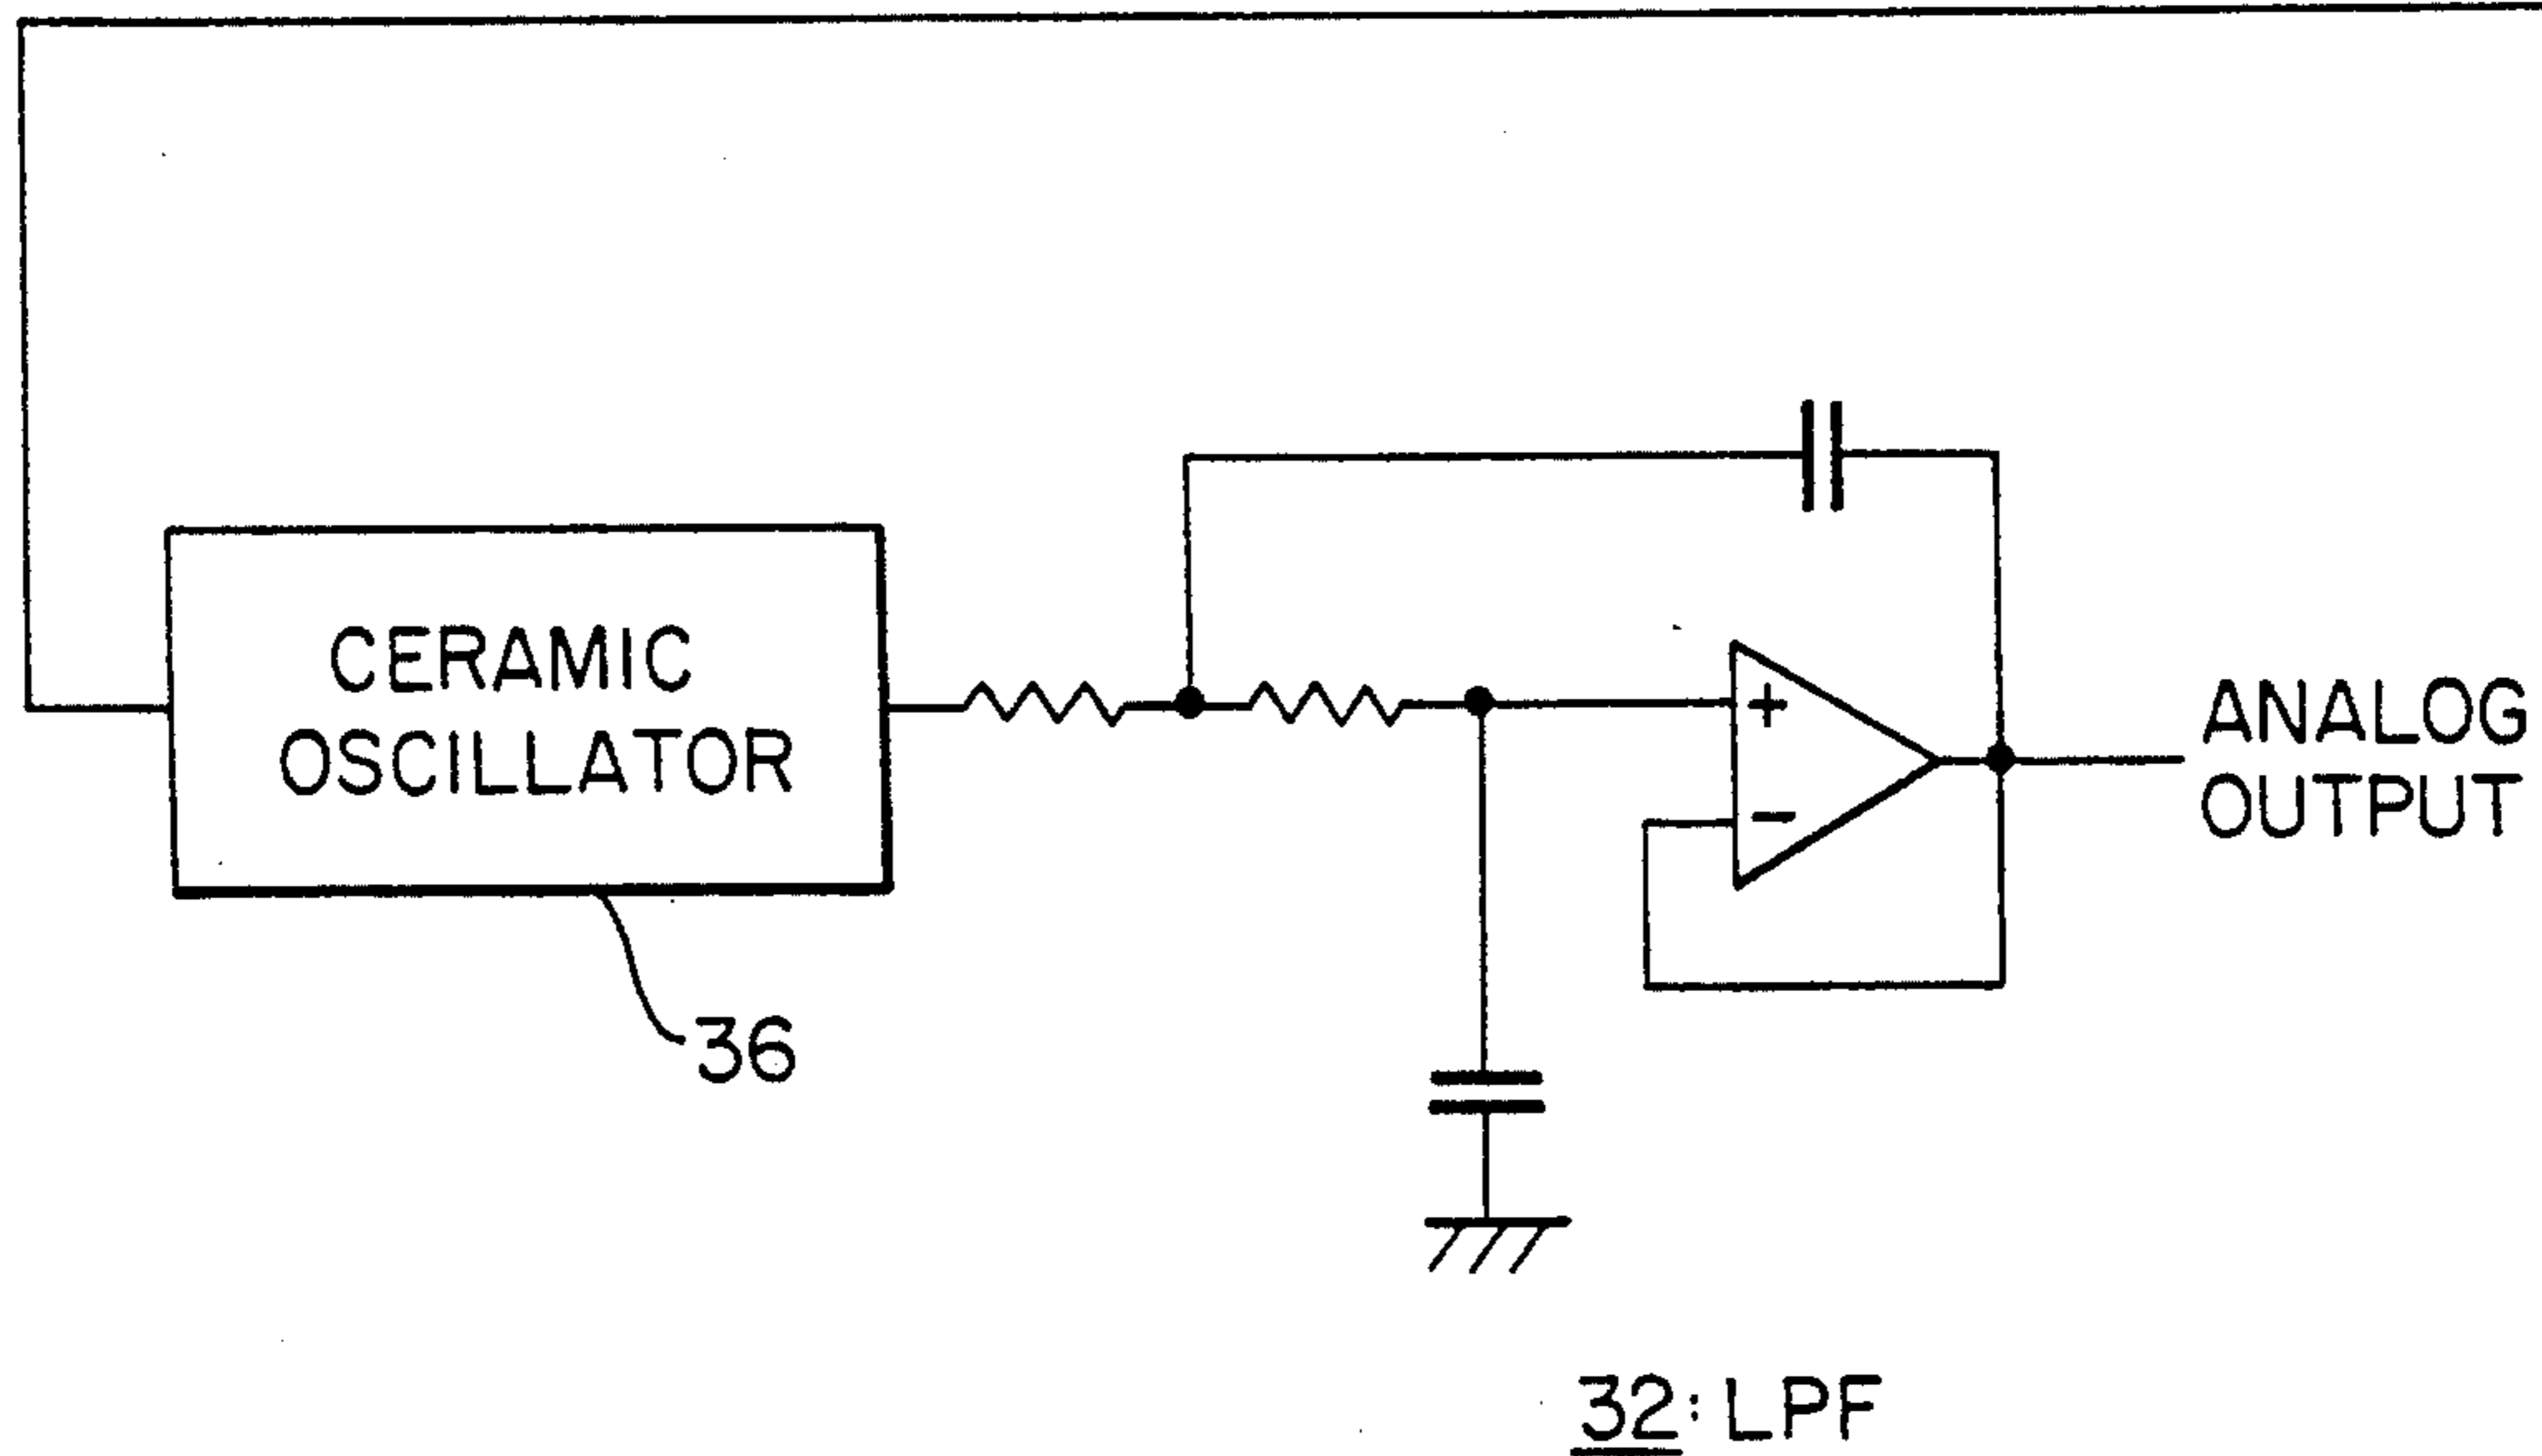 CERAMIC
OSCILLATOR
36
+
−
ANALOG
OUTPUT
32: LPF